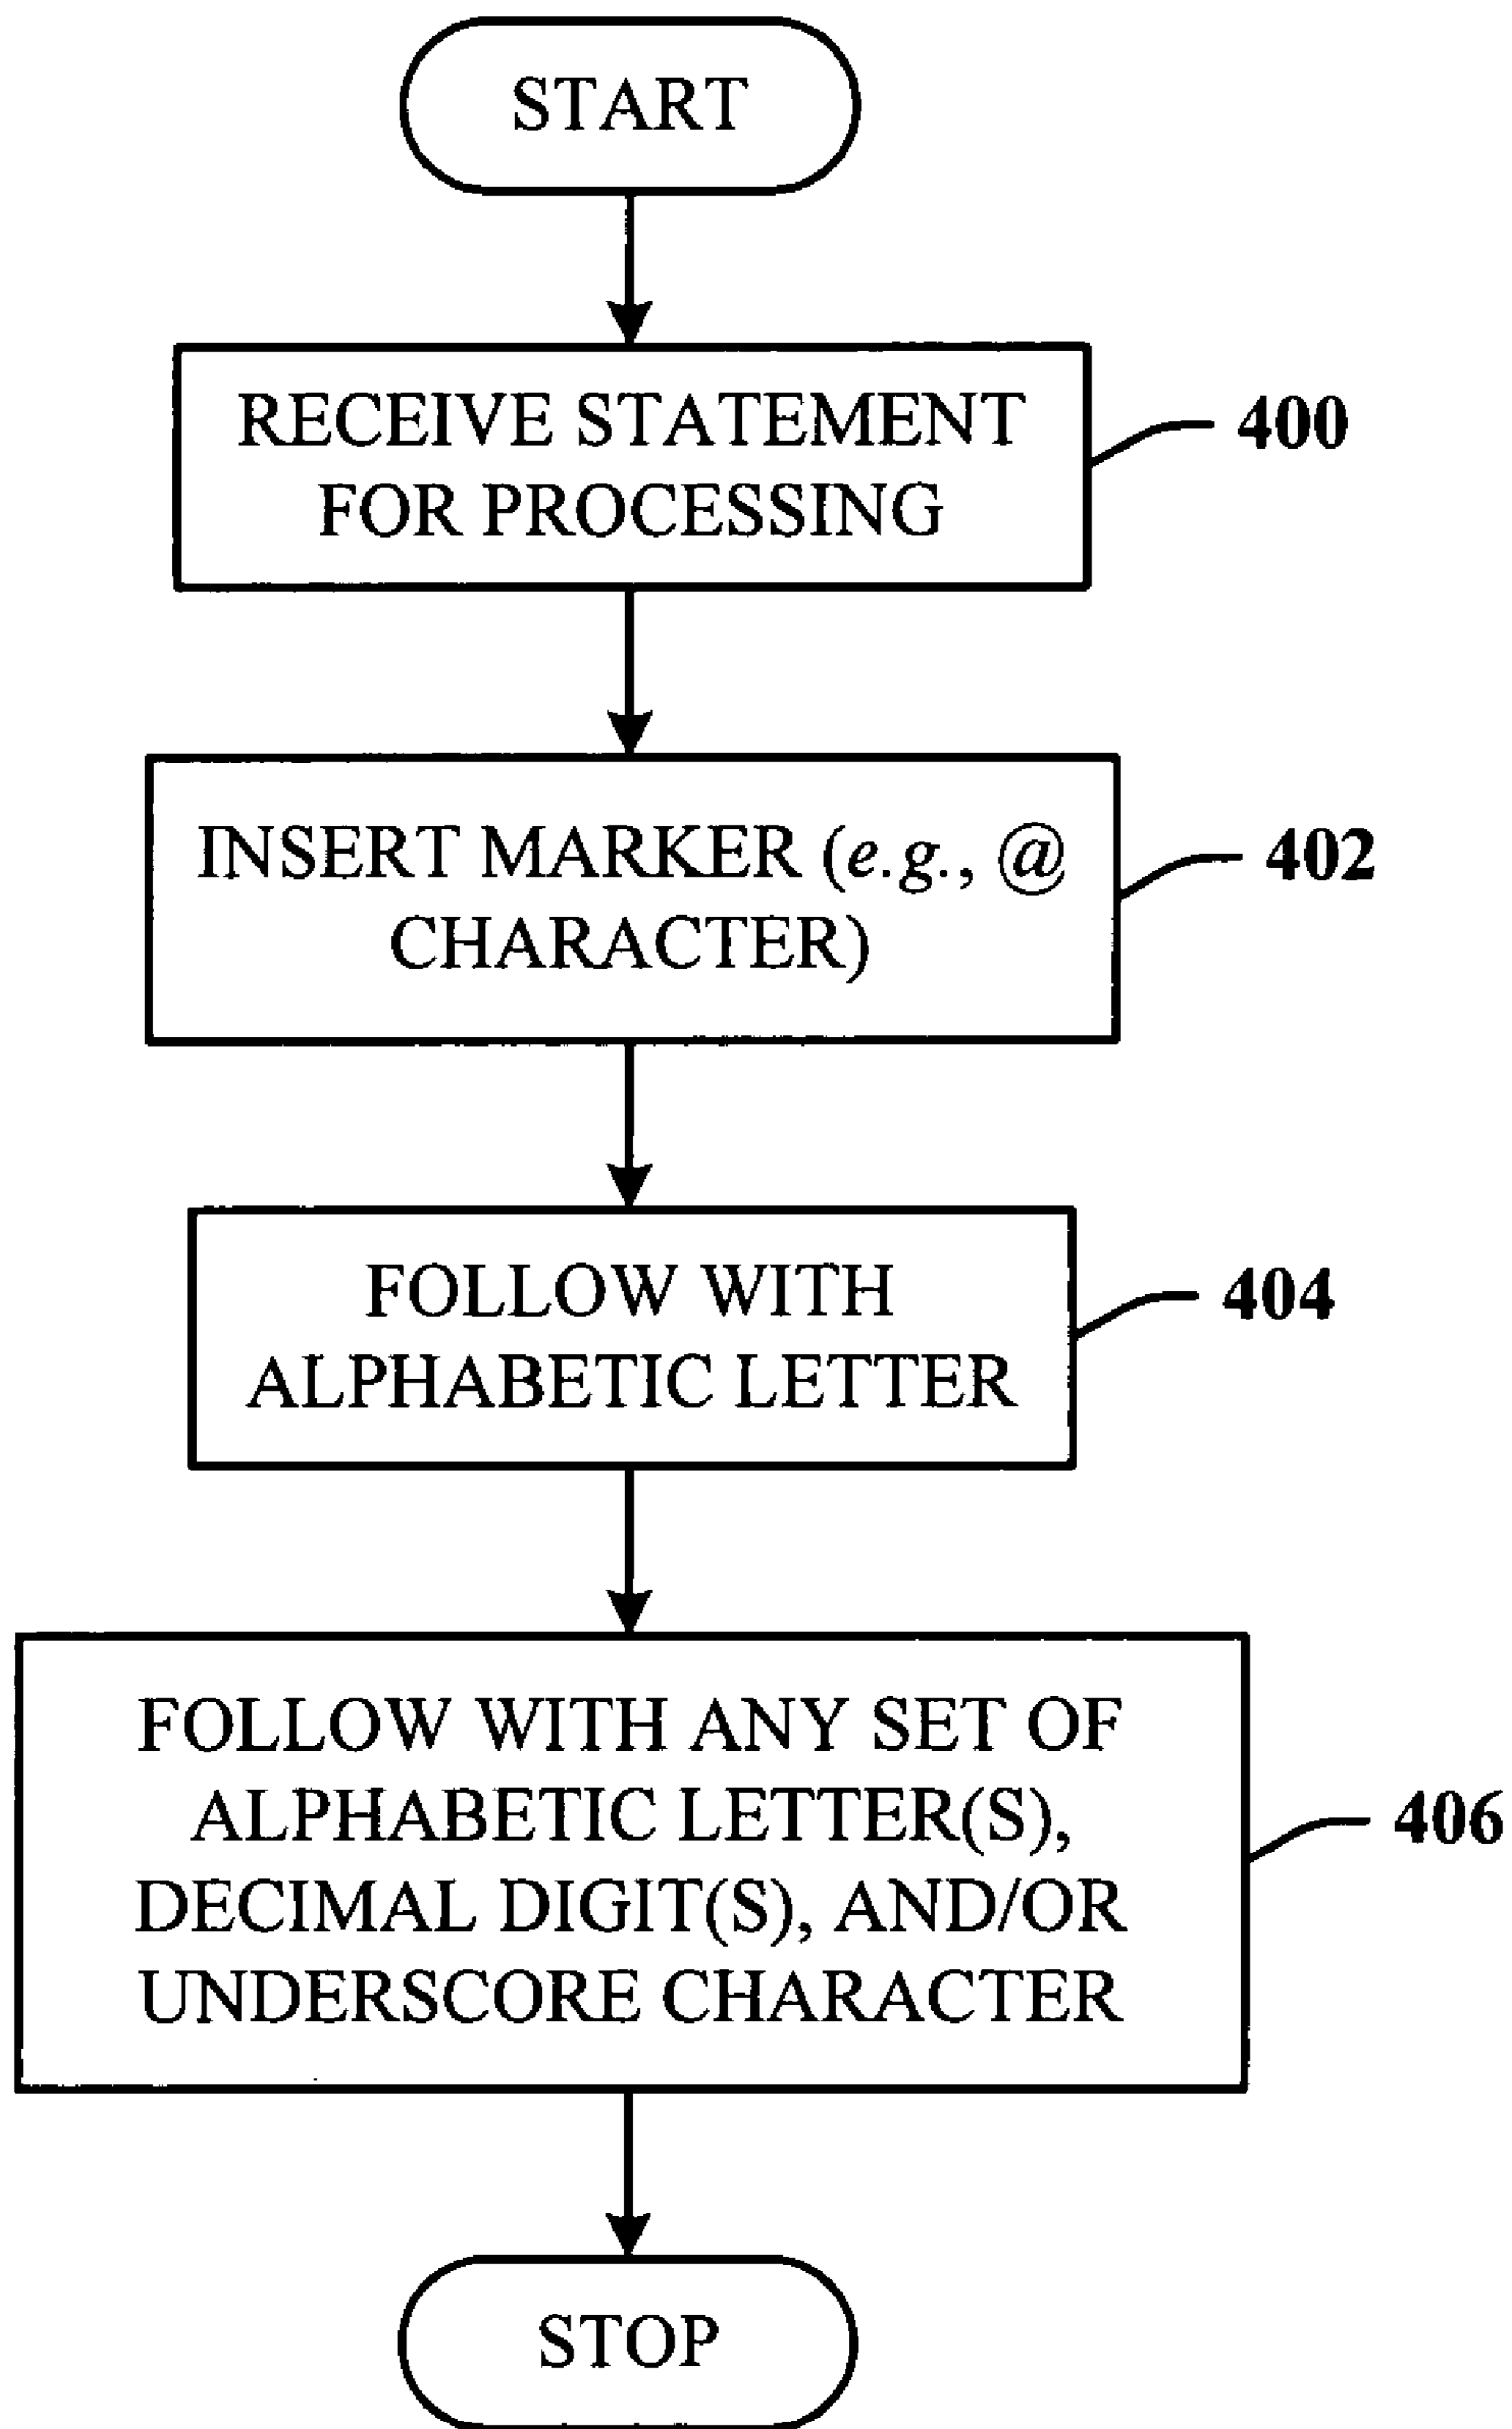 START
RECEIVE STATEMENT
FOR PROCESSING
400
INSERT MARKER (e.g., @
CHARACTER)
402
FOLLOW WITH
ALPHABETIC LETTER
404
FOLLOW WITH ANY SET OF
ALPHABETIC LETTER(S),
DECIMAL DIGIT(S), AND/OR
UNDERSCORE CHARACTER
406
STOP